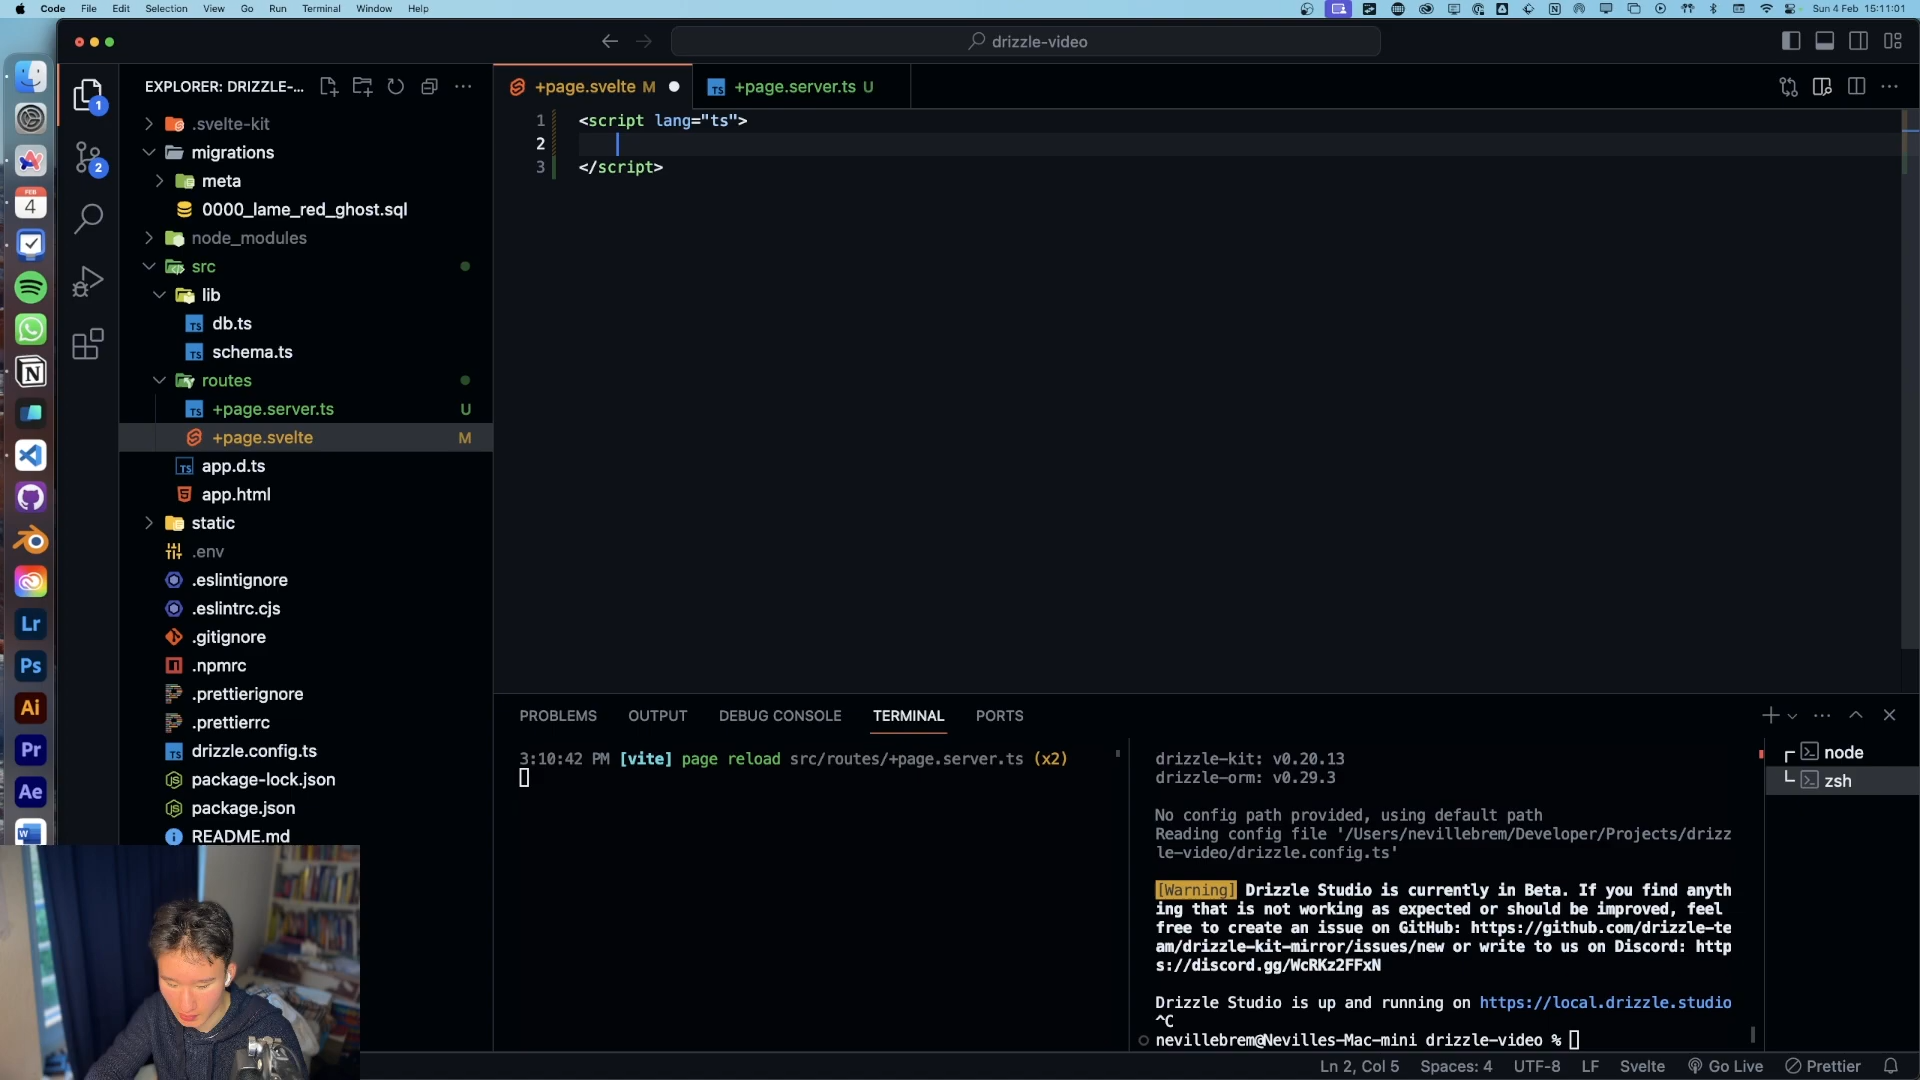 Code File Edit Selection View Go Run Terminal Window Help
Sun 4 Feb 15:11:01
drizzle-video
EXPLORER: DRIZZLE-...
.svelte-kit
migrations
meta
0000_lame_red_ghost.sql
node_modules
src
lib
db.ts
schema.ts
routes
+page.server.ts U
+page.svelte M
app.d.ts
app.html
static
.env
.eslintignore
.eslintrc.cjs
.gitignore
.npmrc
.prettierignore
.prettierrc
drizzle.config.ts
package-lock.json
package.json
README.md
1
2
FEB
4
Lr
Ps
Ai
Pr
Ae
W
+page.svelte M
+page.server.ts U
1 <script lang="ts">
2
3 </script>
PROBLEMS OUTPUT DEBUG CONSOLE TERMINAL PORTS
3:10:42 PM [vite] page reload src/routes/+page.server.ts (x2)
drizzle-kit: v0.20.13
drizzle-orm: v0.29.3
No config path provided, using default path
Reading config file '/Users/nevillebrem/Developer/Projects/drizz
le-video/drizzle.config.ts'
[Warning] Drizzle Studio is currently in Beta. If you find anyth
ing that is not working as expected or should be improved, feel
free to create an issue on GitHub: https://github.com/drizzle-te
am/drizzle-kit-mirror/issues/new or write to us on Discord: http
s://discord.gg/WcRKz2FFxN
Drizzle Studio is up and running on https://local.drizzle.studio
^C
nevillebrem@Nevilles-Mac-mini drizzle-video %
node
zsh
Ln 2, Col 5 Spaces: 4 UTF-8 LF Svelte Go Live Prettier